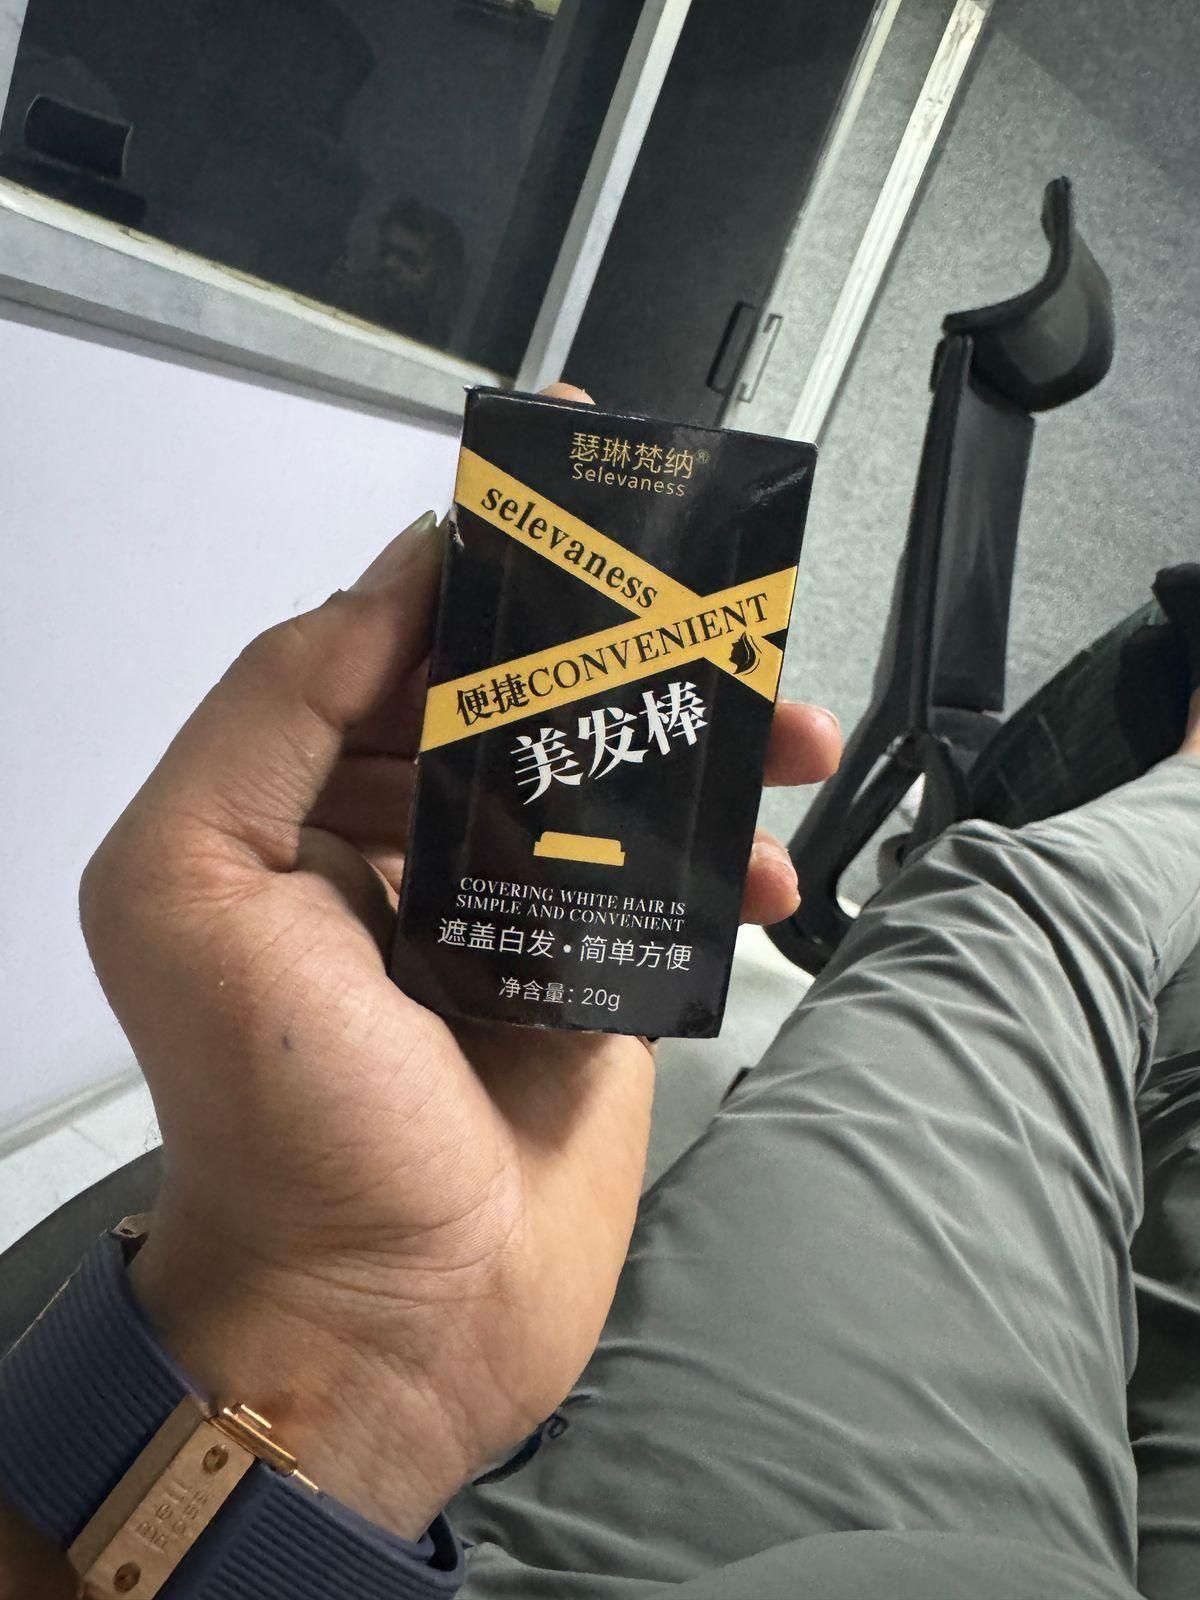 瑟琳梵纳®
Selevaness
selevaness
便捷CONVENIENT
美发棒
COVERING WHITE HAIR IS
SIMPLE AND CONVENIENT
遮盖白发•简单方便
净含量：20g
Bell